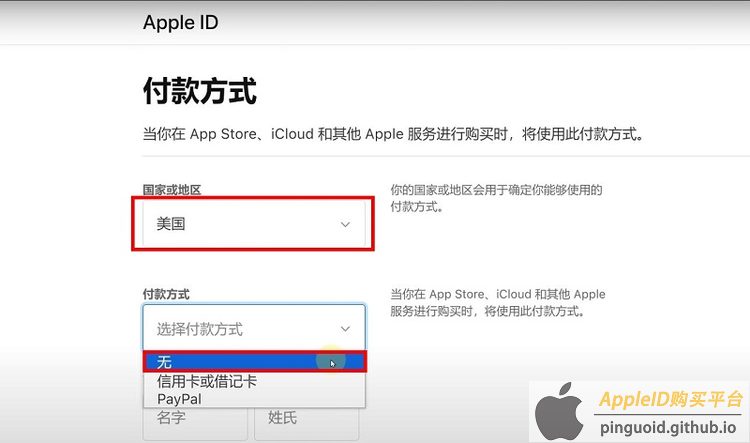 Apple ID
付款方式
当你在 App Store、iCloud 和其他 Apple 服务进行购买时，将使用此付款方式。
国家或地区
美国
你的国家或地区会用于确定你能够使用的
付款方式。
付款方式
选择付款方式
当你在 App Store、iCloud 和其他 Apple
服务进行购买时，将使用此付款方式。
无
信用卡或借记卡
PayPal
名字
姓氏
AppleID购买平台
pinguoid.github.io